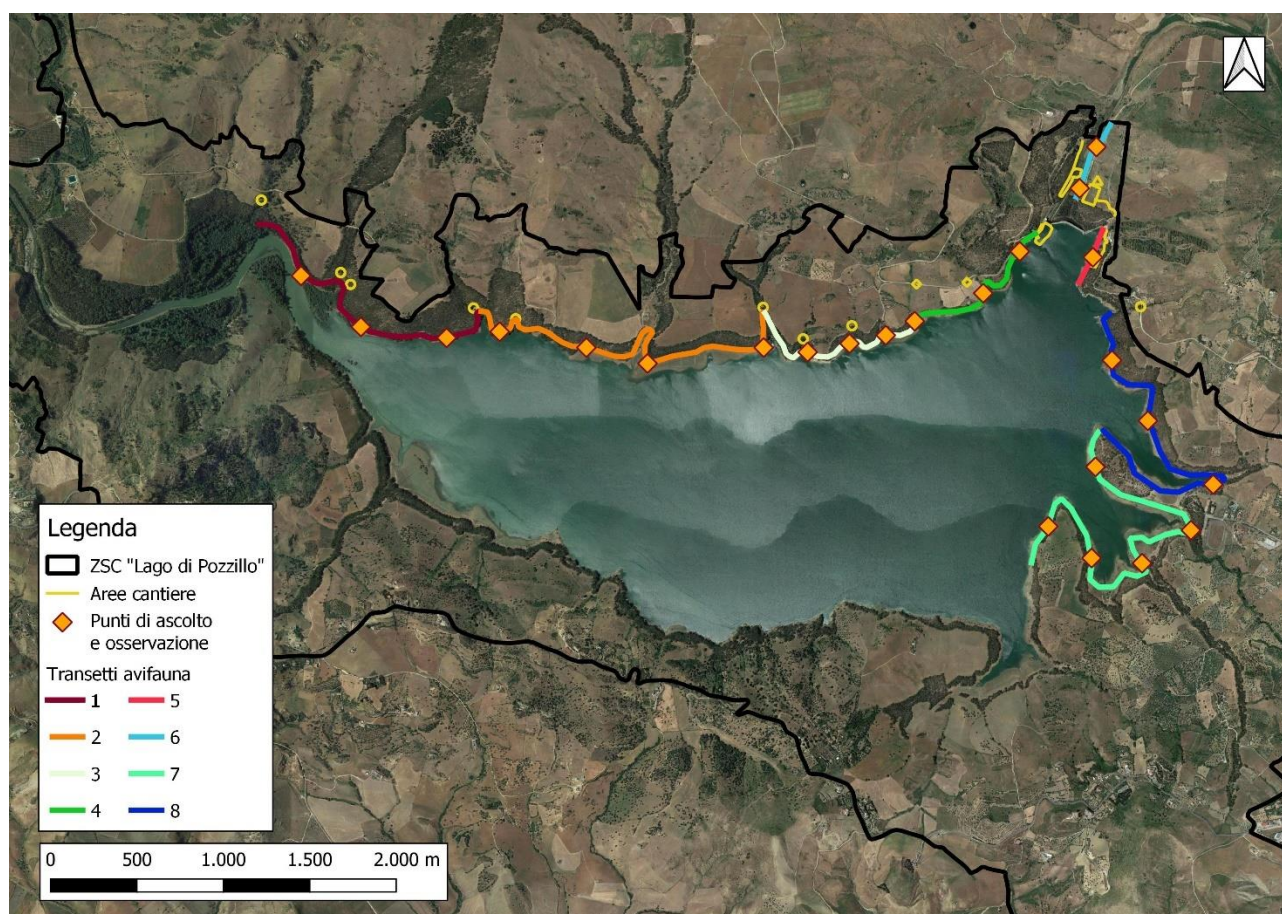 Legenda
ZSC "Lago di Pozzillo"
Aree cantiere
Punti di ascolto
e osservazione
Transetti avifauna
1 5
2 6
3 7
4 8
0 500 1.000 1.500 2.000 m